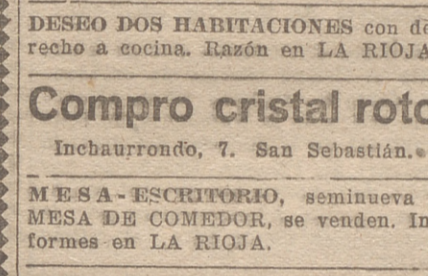 DESEO DOS HABITACIONES con de
recho a cocina. Razón en LA RIOJA
Compro cristal roto
Inchaurrondo, 7. San Sebastián.
MESA-ESCRITORIO, seminueva
MESA DE COMEDOR, se venden. In
formes en LA RIOJA.